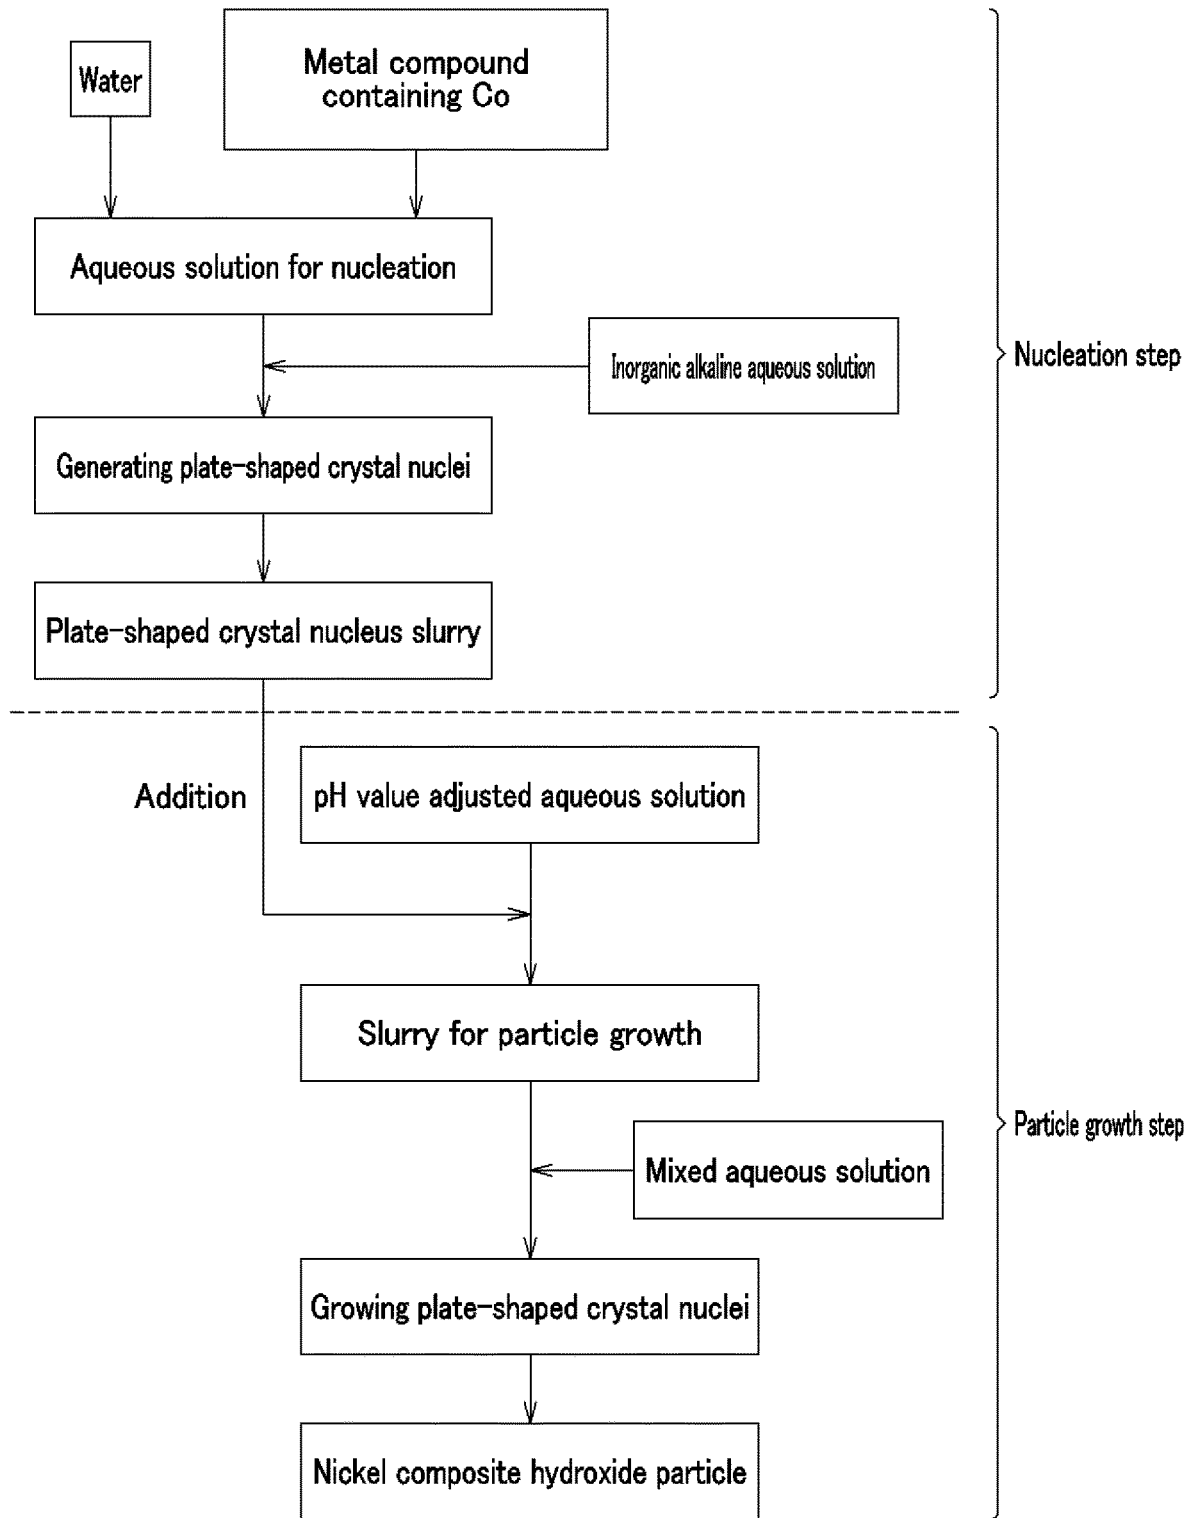 Water
Metal compound
containing Co
Aqueous solution for nucleation
Inorganic alkaline aqueous solution
Nucleation step
Generating plate-shaped crystal nuclei
Plate-shaped crystal nucleus slurry
Addition
pH value adjusted aqueous solution
Slurry for particle growth
Particle growth step
Mixed aqueous solution
Growing plate-shaped crystal nuclei
Nickel composite hydroxide particle